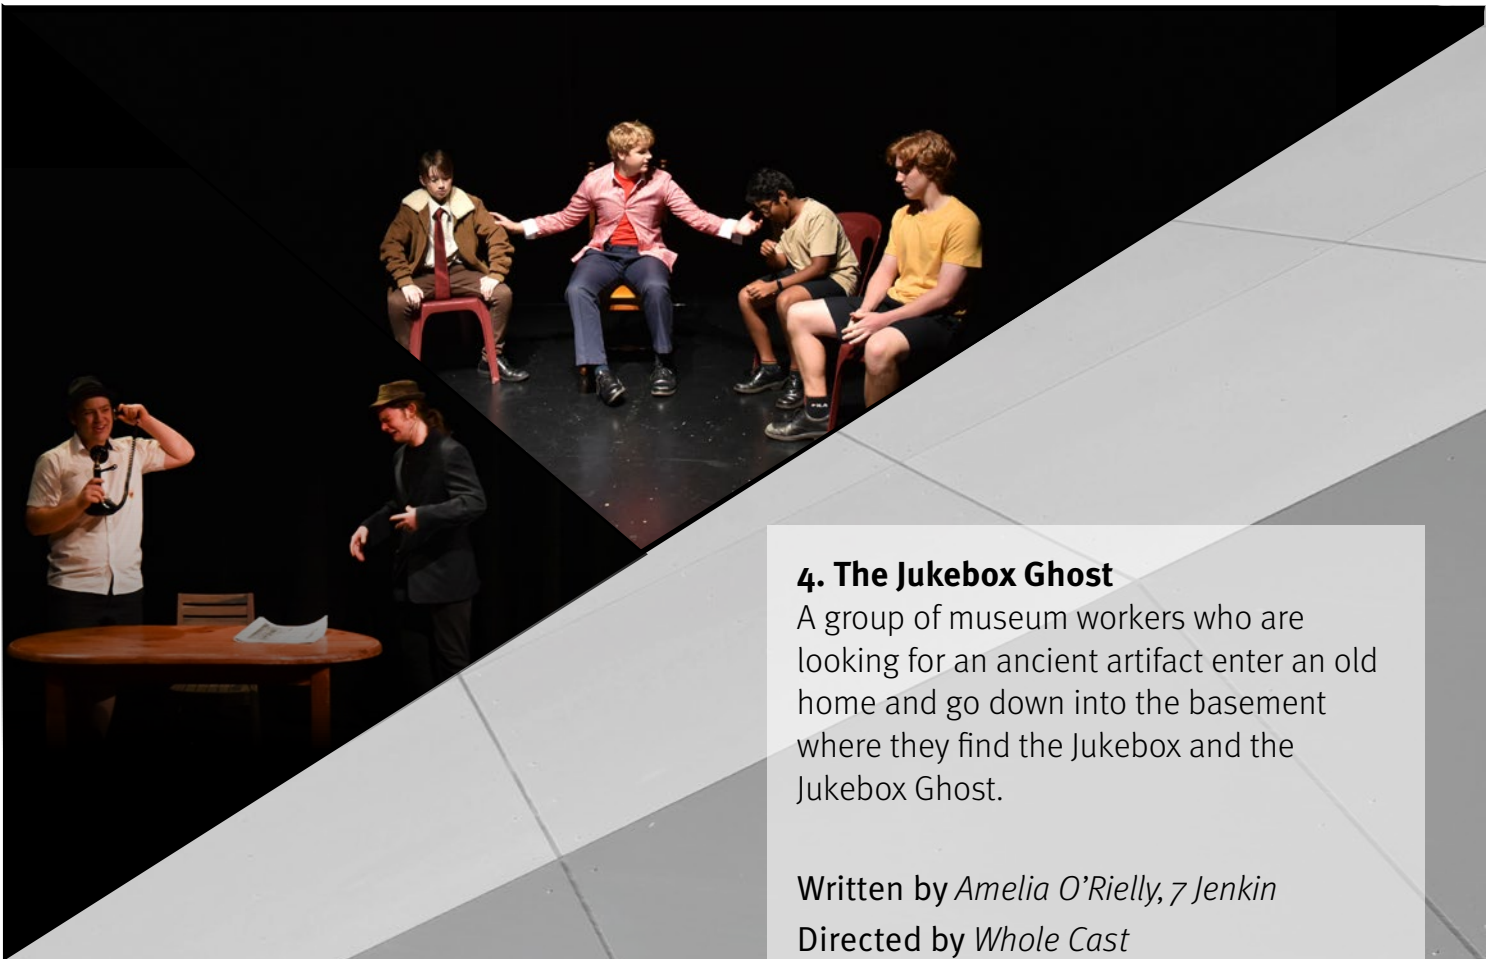 4. The Jukebox Ghost
A group of museum workers who are
looking for an ancient artifact enter an old
home and go down into the basement
where they find the Jukebox and the
Jukebox Ghost.
Written by Amelia O’Rielly, 7 Jenkin
Directed by Whole Cast
FILA